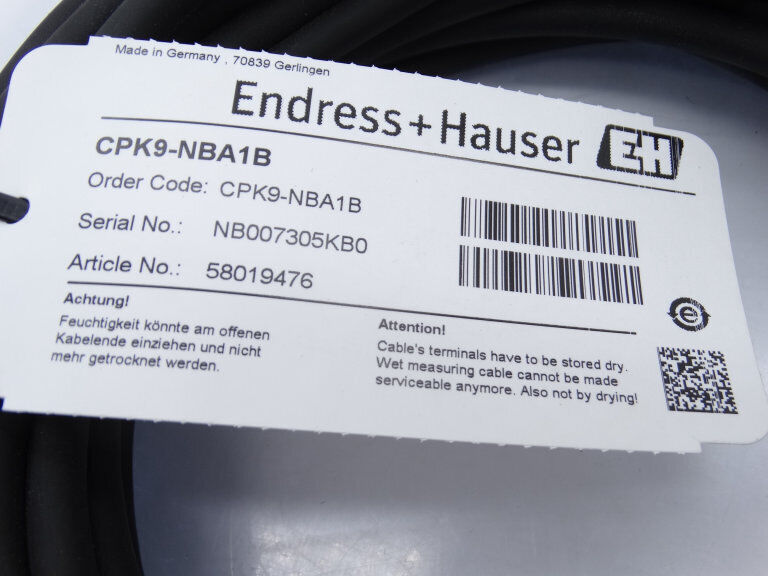 Made in Germany , 70839 Gerlingen
Endress+Hauser EH
CPK9-NBA1B
Order Code: CPK9-NBA1B
Serial No.: NB007305KB0
Article No.: 58019476
Achtung!
Feuchtigkeit könnte am offenen
Kabelende einziehen und nicht
mehr getrocknet werden.
Attention!
Cable's terminals have to be stored dry.
Wet measuring cable cannot be made
serviceable anymore. Also not by drying!
e